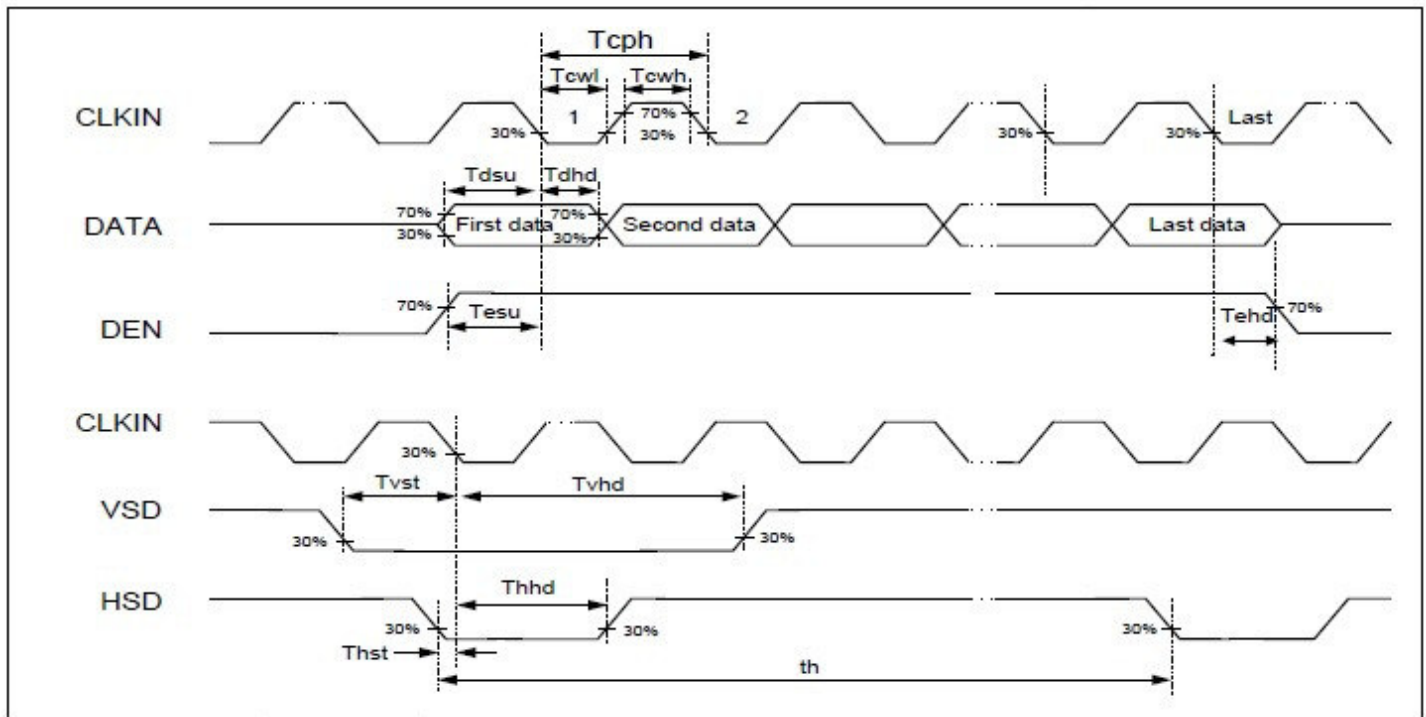 Tcph
Tcwl Tcwh
CLKIN 30% 1 70% 30% 2 30% 30% Last
Tdsu Tdhd
DATA 70% 30% First data 70% 30% Second data Last data
DEN 70% Tesu Tehd 70%
CLKIN 30%
Tvst Tvhd
VSD 30% 30%
Thhd
HSD 30% 30% 30%
Thst
th